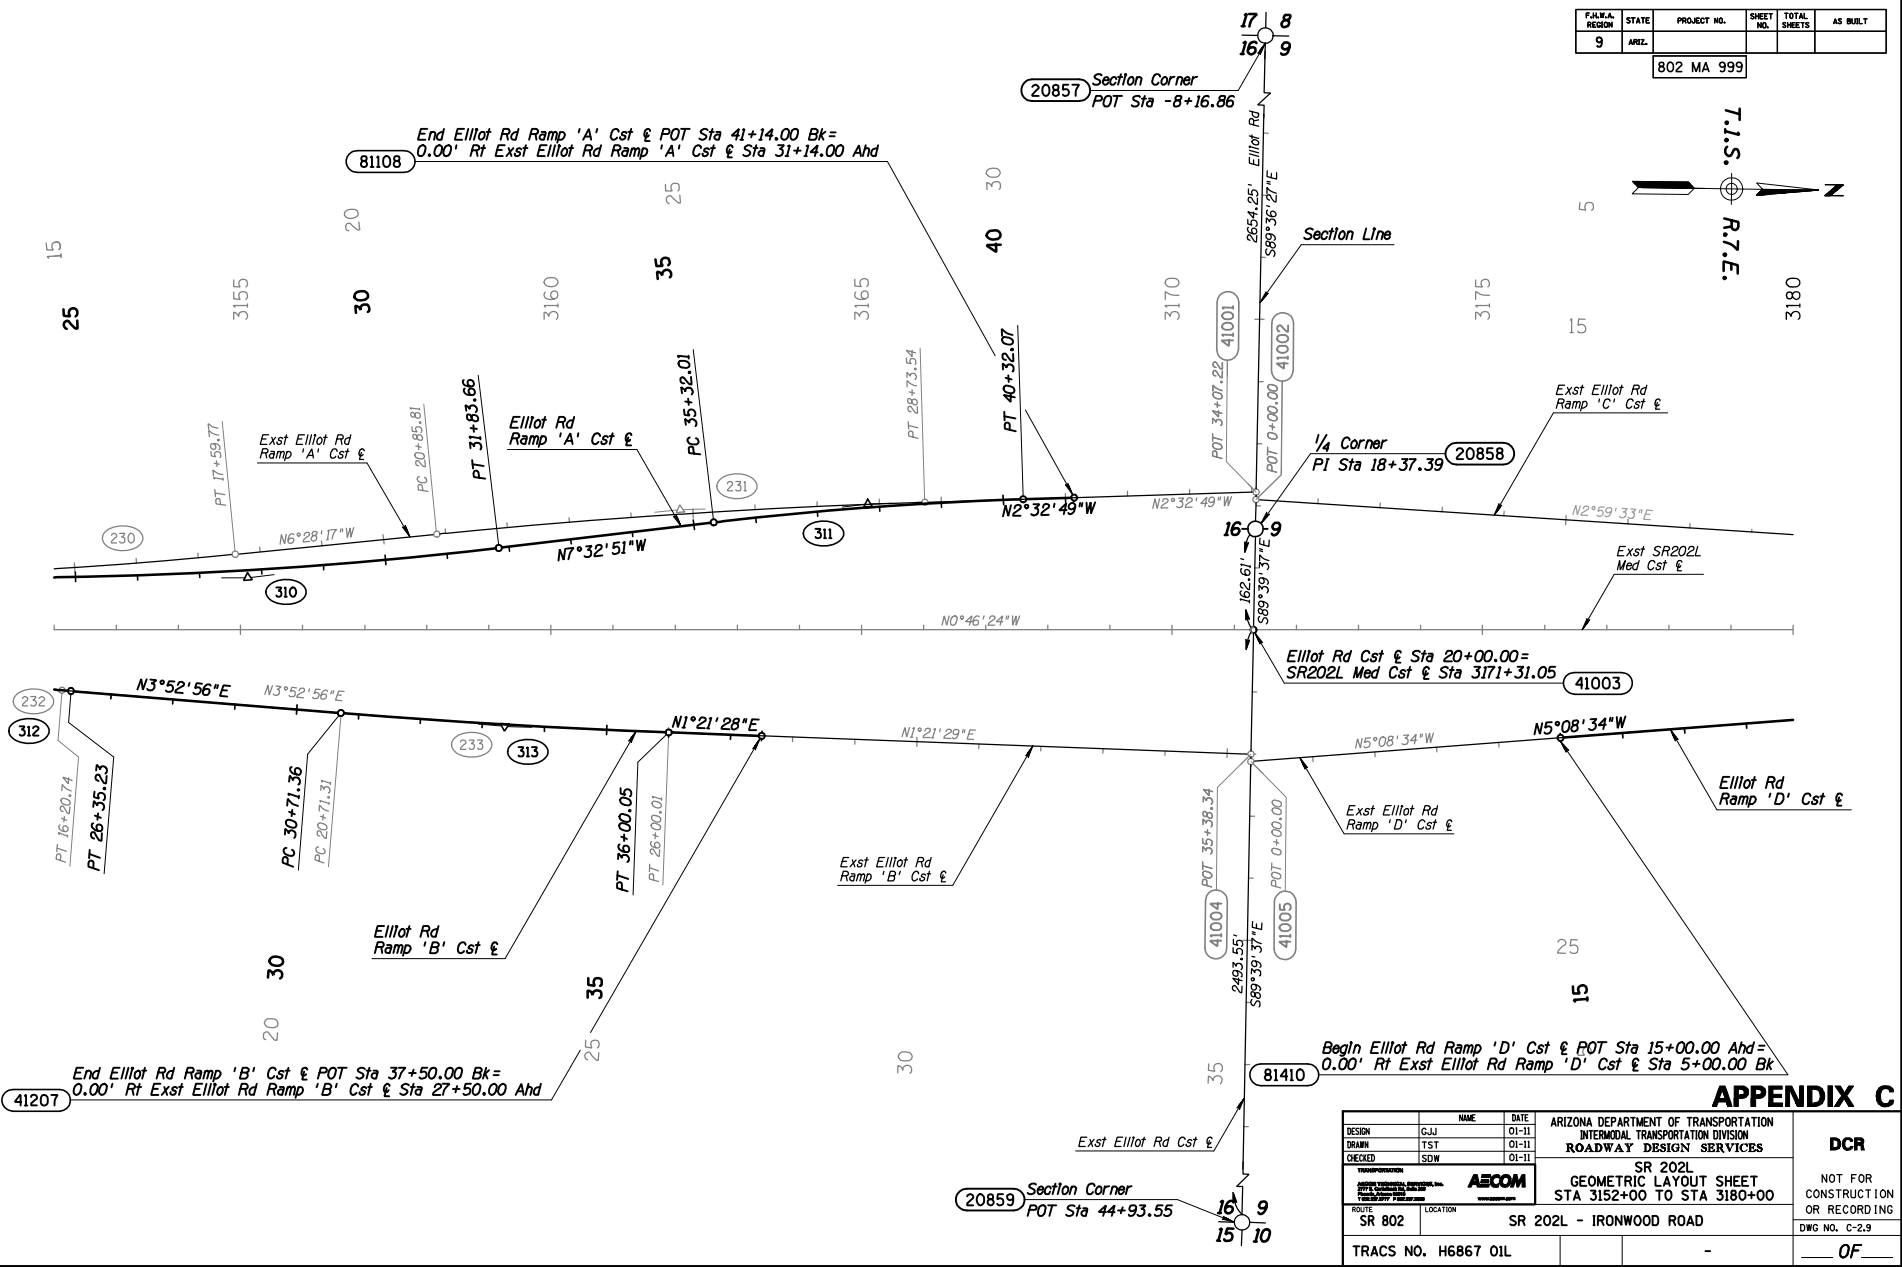 17 8
16 9
20857
Section Corner
POT Sta -8+16.86
F.H.W.A. REGION
STATE
PROJECT NO.
SHEET NO.
TOTAL SHEETS
AS BUILT
9
ARIZ.
802 MA 999
T.1.S.
N
R.7.E.
End Elliot Rd Ramp 'A' Cst ℄ POT Sta 41+14.00 Bk=
0.00' Rt Exst Elliot Rd Ramp 'A' Cst ℄ Sta 31+14.00 Ahd
81108
15
20
25
30
5
25
30
35
40
15
3155
3160
3165
3170
3175
3180
2654.25'
Elliot Rd
S89°36'27"E
Section Line
41001
41002
POT 34+07.22
POT 0+00.00
PT 17+59.77
Exst Elliot Rd
Ramp 'A' Cst ℄
PC 20+85.81
PT 31+83.66
Elliot Rd
Ramp 'A' Cst ℄
PC 35+32.01
PT 28+73.54
PT 40+32.07
Exst Elliot Rd
Ramp 'C' Cst ℄
1/4 Corner
PI Sta 18+37.39
20858
230
N6°28'17"W
N7°32'51"W
231
311
310
N2°32'49"W
N2°32'49"W
16 9
N2°59'33"E
162.61'
S89°39'37"E
Exst SR202L
Med Cst ℄
N0°46'24"W
Elliot Rd Cst ℄ Sta 20+00.00=
SR202L Med Cst ℄ Sta 3171+31.05
41003
232
312
N3°52'56"E
N3°52'56"E
233
313
N1°21'28"E
N1°21'29"E
N5°08'34"W
N5°08'34"W
PT 16+20.74
PT 26+35.23
PC 30+71.36
PC 20+71.31
PT 36+00.05
PT 26+00.01
Exst Elliot Rd
Ramp 'B' Cst ℄
POT 35+38.34
POT 0+00.00
41004
41005
Exst Elliot Rd
Ramp 'D' Cst ℄
Elliot Rd
Ramp 'D' Cst ℄
Elliot Rd
Ramp 'B' Cst ℄
30
35
20
25
30
35
25
15
2493.55'
S89°39'37"E
End Elliot Rd Ramp 'B' Cst ℄ POT Sta 37+50.00 Bk=
0.00' Rt Exst Elliot Rd Ramp 'B' Cst ℄ Sta 27+50.00 Ahd
41207
Begin Elliot Rd Ramp 'D' Cst ℄ POT Sta 15+00.00 Ahd=
0.00' Rt Exst Elliot Rd Ramp 'D' Cst ℄ Sta 5+00.00 Bk
81410
Exst Elliot Rd Cst ℄
20859
Section Corner
POT Sta 44+93.55
16 9
15 10
APPENDIX C
NAME
DATE
DESIGN GJJ 01-11
DRAWN TST 01-11
CHECKED SDW 01-11
TRANSPORTATION
AECOM
ARIZONA DEPARTMENT OF TRANSPORTATION
INTERMODAL TRANSPORTATION DIVISION
ROADWAY DESIGN SERVICES
SR 202L
GEOMETRIC LAYOUT SHEET
STA 3152+00 TO STA 3180+00
DCR
NOT FOR
CONSTRUCTION
OR RECORDING
ROUTE
SR 802
LOCATION
SR 202L - IRONWOOD ROAD
DWG NO. C-2.9
TRACS NO. H6867 01L
-
OF